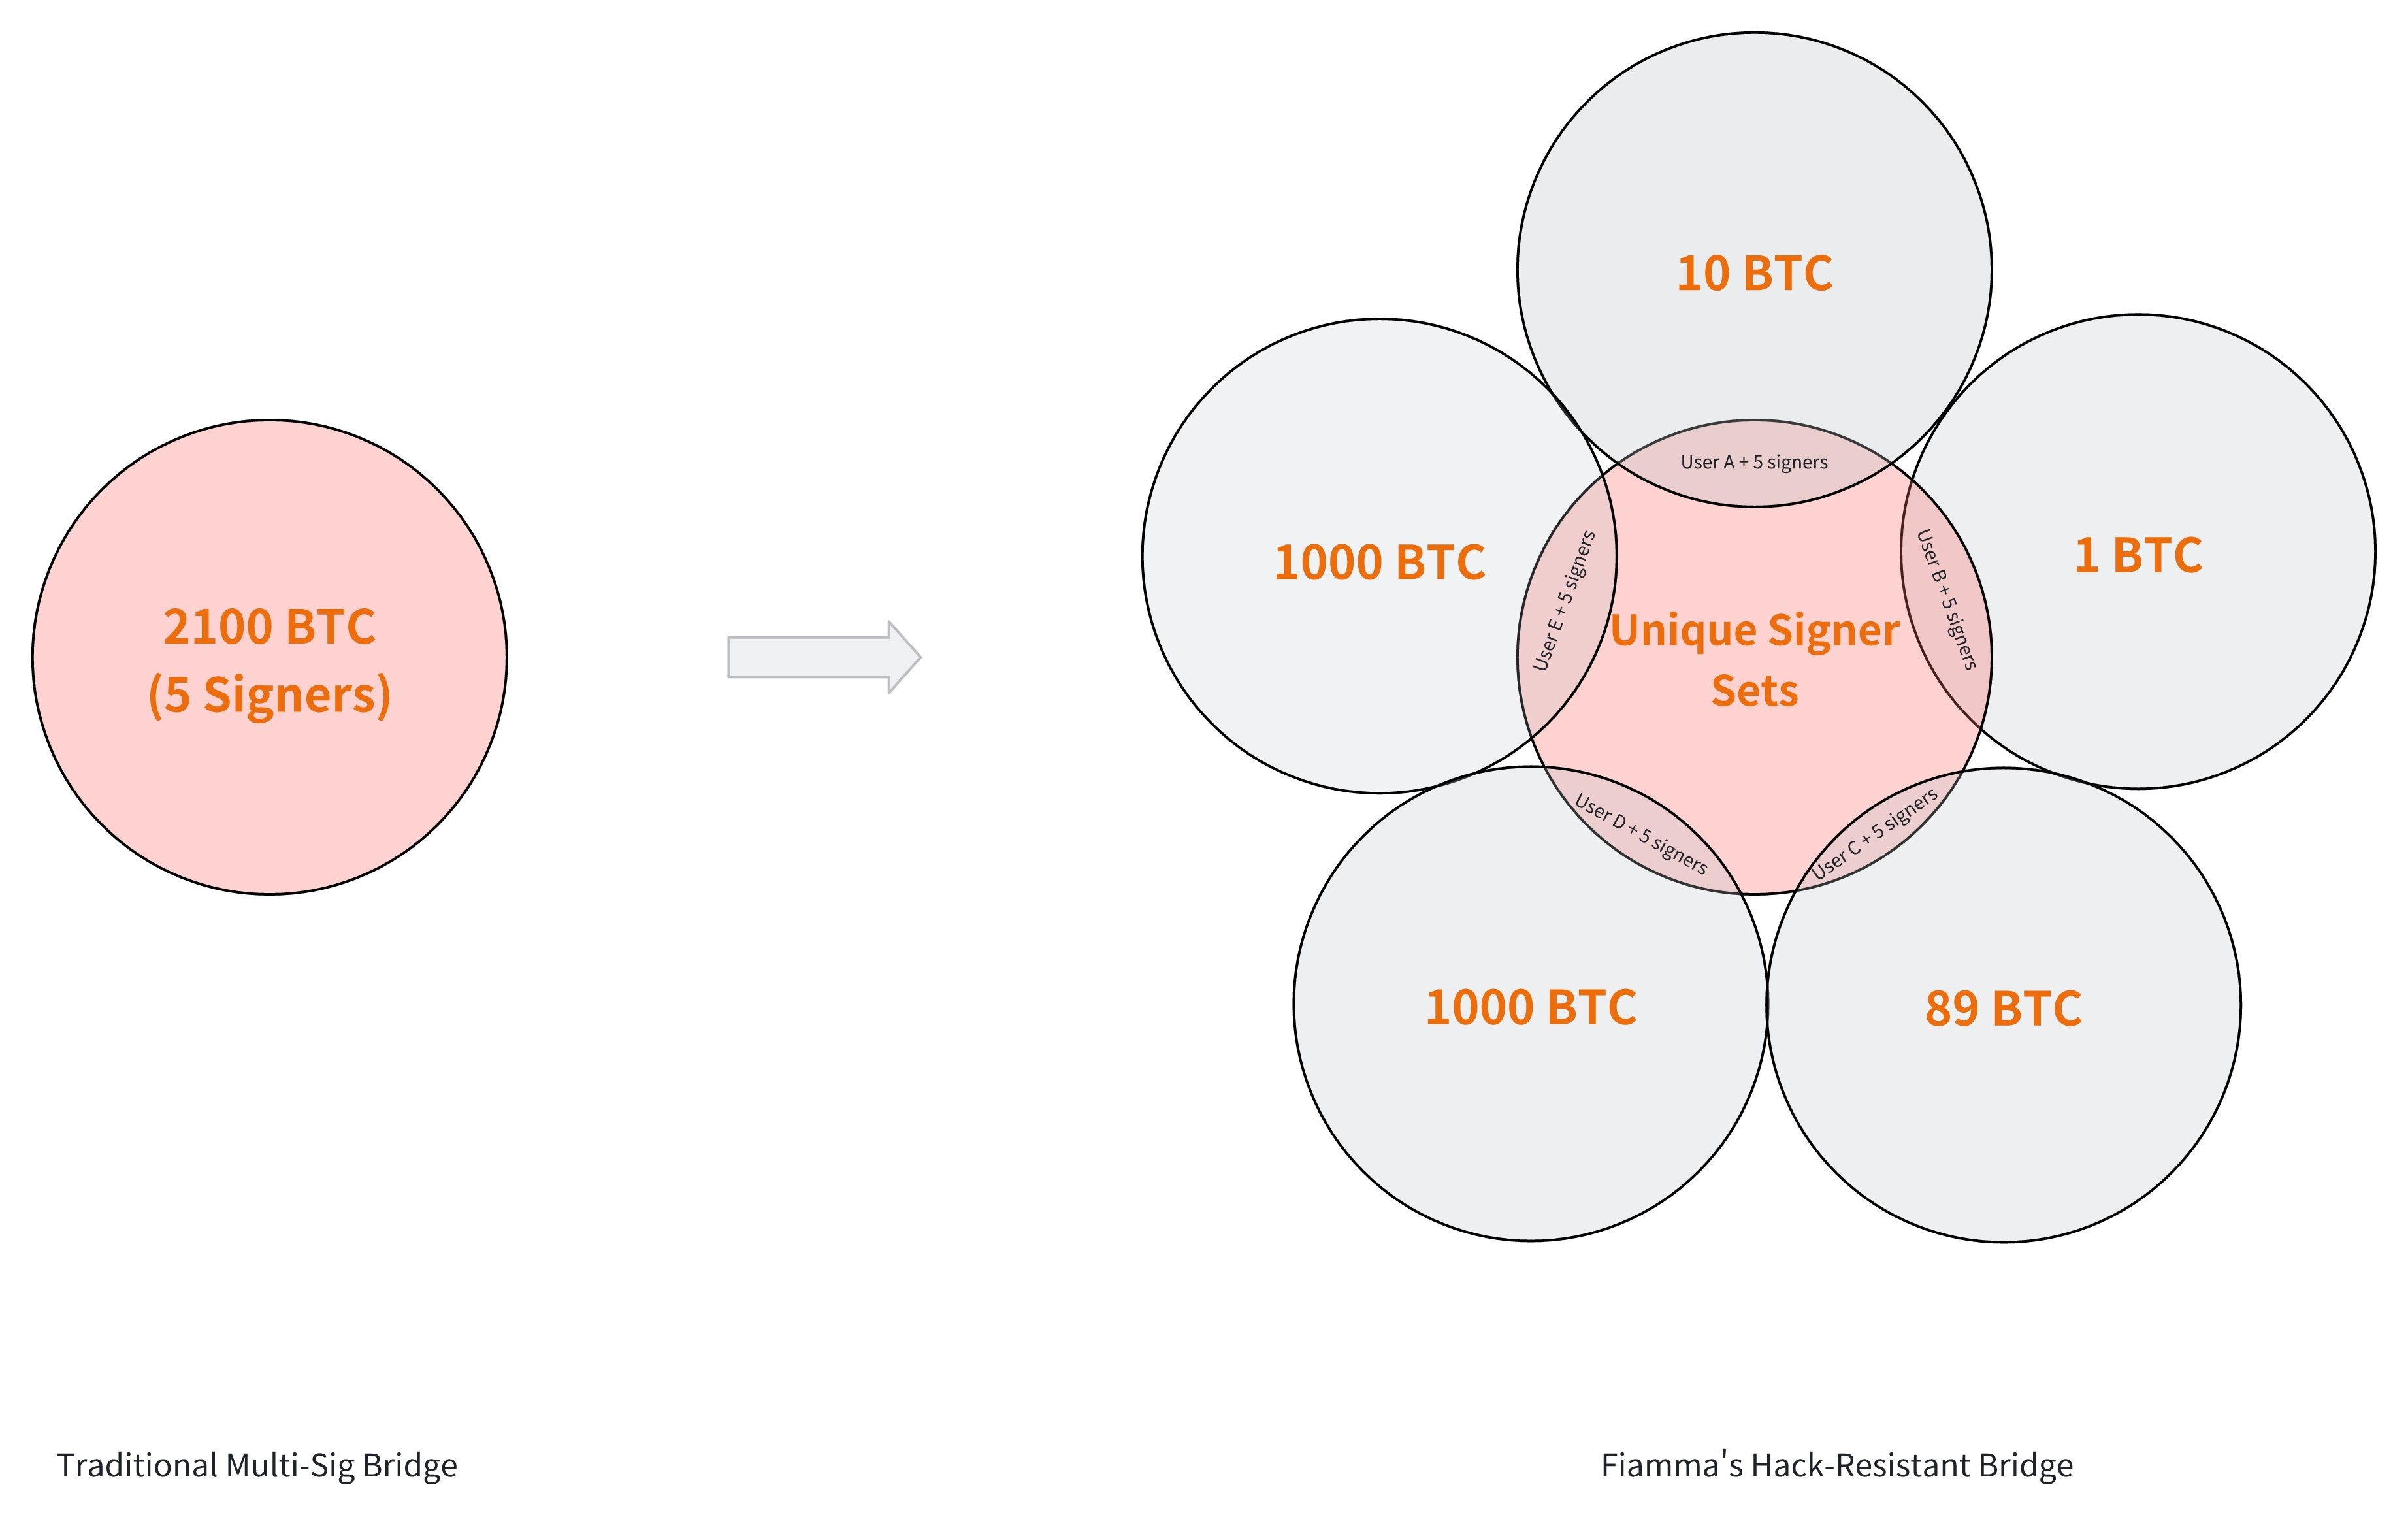 2100 BTC
(5 Signers)
10 BTC
User A + 5 signers
1000 BTC
User E + 5 signers
Unique Signer
Sets
User B + 5 signers
1 BTC
User D + 5 signers
User C + 5 signers
1000 BTC
89 BTC
Traditional Multi-Sig Bridge
Fiamma's Hack-Resistant Bridge